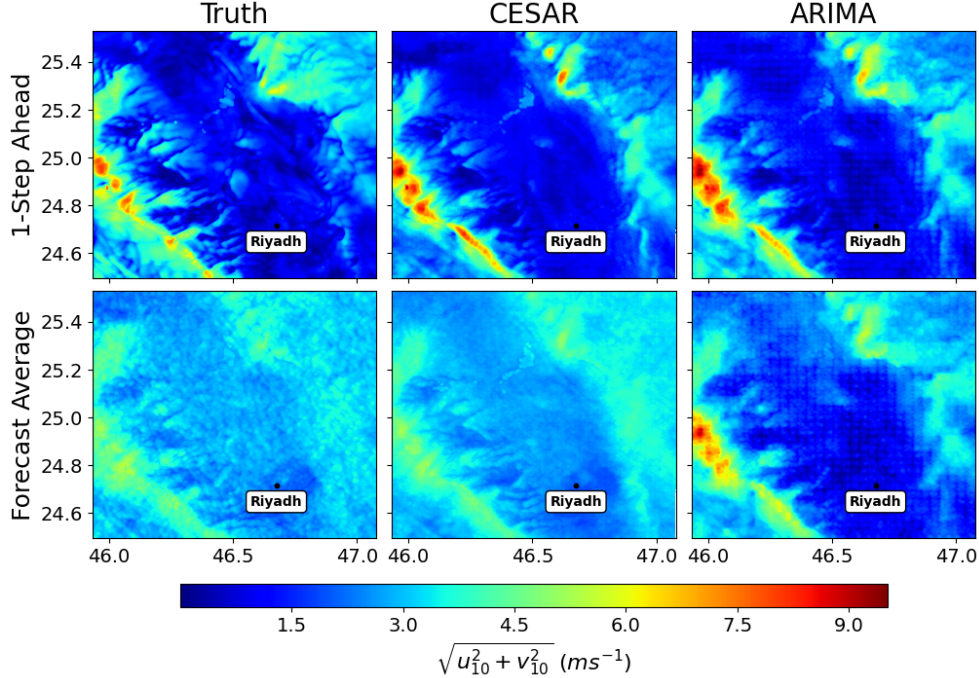 Truth CESAR ARIMA
1-Step Ahead
25.4
25.2
25.0
24.8
24.6
Riyadh Riyadh Riyadh
Forecast Average
25.4
25.2
25.0
24.8
24.6
Riyadh Riyadh Riyadh
46.0 46.5 47.0 46.0 46.5 47.0 46.0 46.5 47.0
1.5 3.0 4.5 6.0 7.5 9.0
√(u₁₀² + v₁₀²) (ms⁻¹)